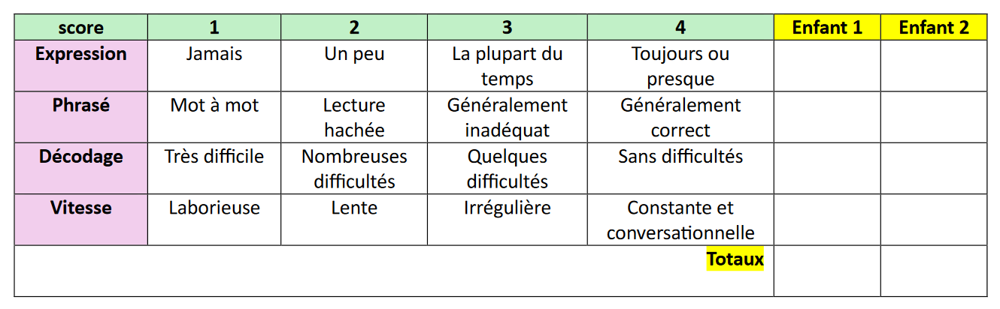 score 1 2 3 4 Enfant 1 Enfant 2
Expression Jamais Un peu La plupart du Toujours ou
temps presque
Phrasé Mot à mot Lecture Généralement Généralement
hachée inadéquat correct
Décodage Très difficile Nombreuses Quelques Sans difficultés
difficultés difficultés
Vitesse Laborieuse Lente Irrégulière Constante et
conversationnelle
Totaux